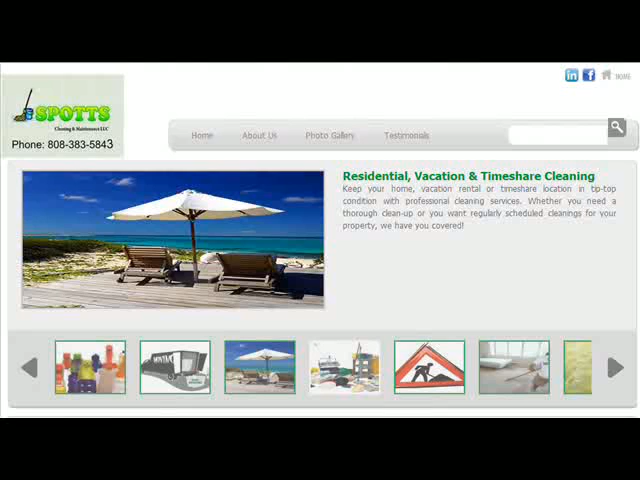 HOME
SPOTTS
Cleaning & Maintenance LLC
Phone: 808-383-5843
Home About Us Photo Gallery Testimonials
Residential, Vacation & Timeshare Cleaning
Keep your home, vacation rental or timeshare location in tip-top
condition with professional cleaning services. Whether you need a
thorough clean-up or you want regularly scheduled cleanings for your
property, we have you covered!